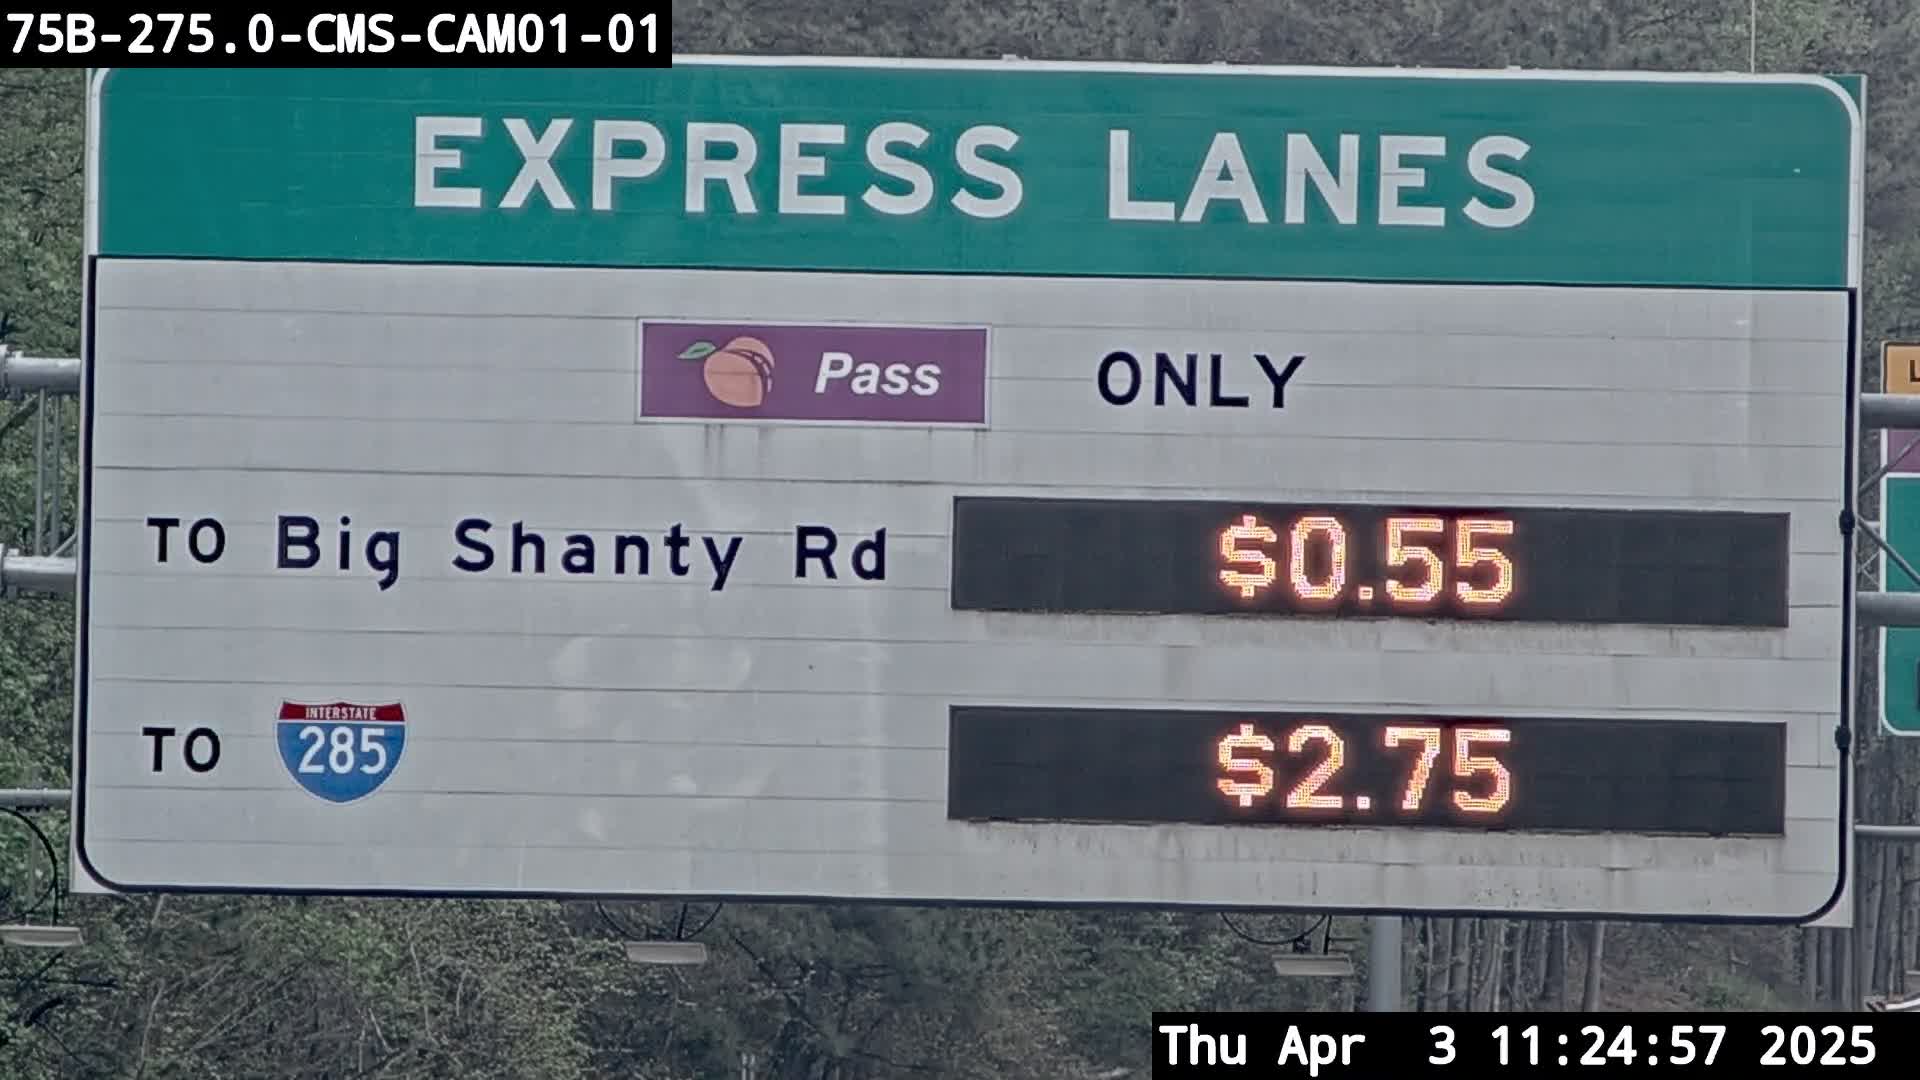 75B-275.0-CMS-CAM01-01
EXPRESS LANES
Pass ONLY
TO Big Shanty Rd $0.55
TO INTERSTATE 285 $2.75
Thu Apr 3 11:24:57 2025